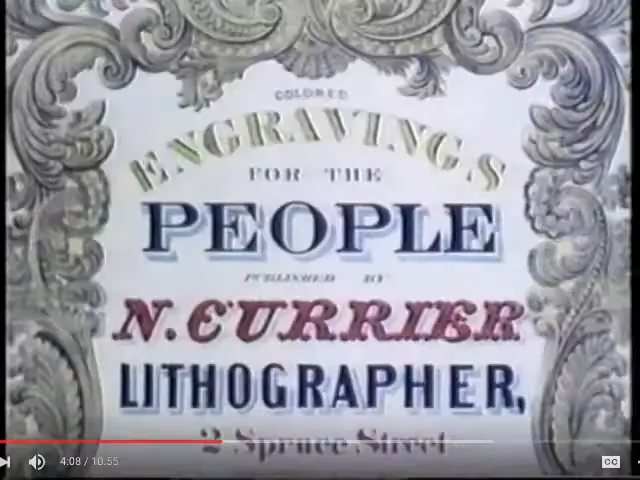 COLORED
ENGRAVINGS
FOR THE
PEOPLE
PUBLISHED BY
N. CURRIER
LITHOGRAPHER,
2 Spruce Street
4:08 / 10:55
CC